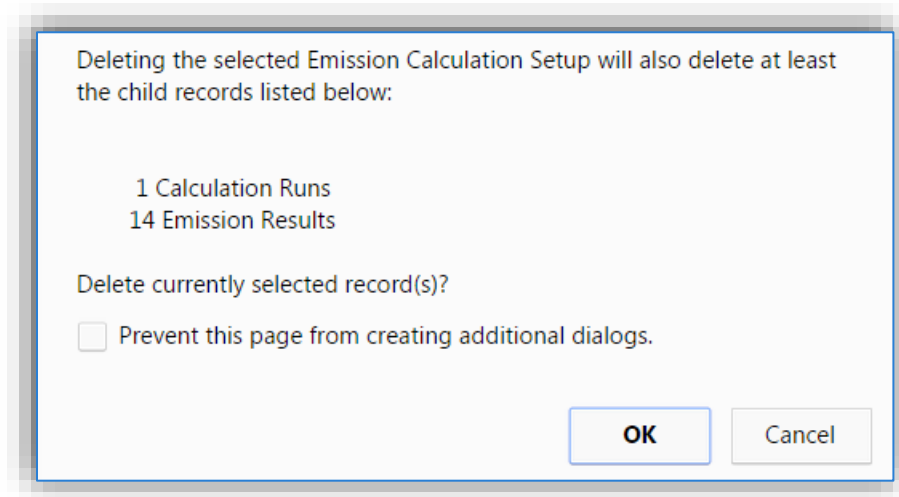 Deleting the selected Emission Calculation Setup will also delete at least
the child records listed below:
1 Calculation Runs
14 Emission Results
Delete currently selected record(s)?
Prevent this page from creating additional dialogs.
OK
Cancel